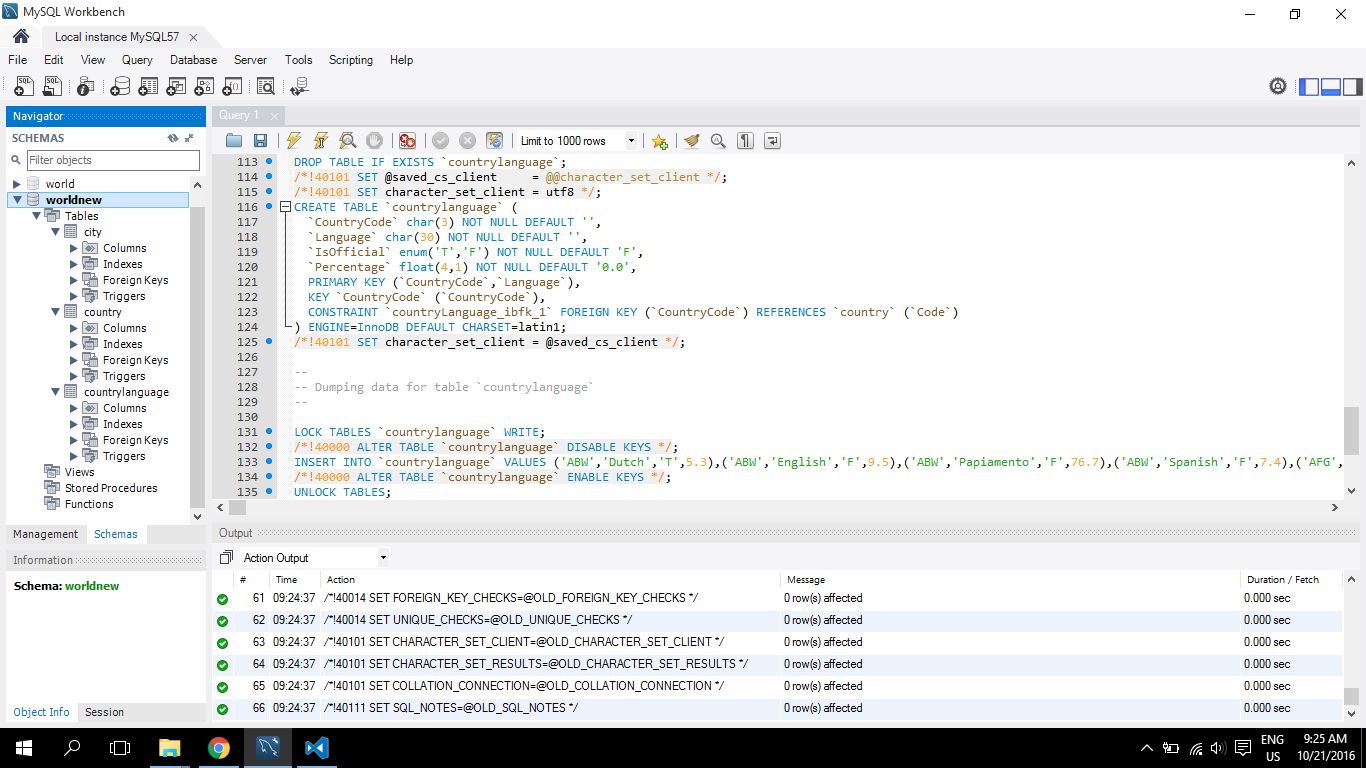 MySQL Workbench
Local instance MySQL57
File Edit View Query Database Server Tools Scripting Help
Navigator
SCHEMAS
Filter objects
world
worldnew
Tables
city
Columns
Indexes
Foreign Keys
Triggers
country
Columns
Indexes
Foreign Keys
Triggers
countrylanguage
Columns
Indexes
Foreign Keys
Triggers
Views
Stored Procedures
Functions
Management Schemas
Information
Schema: worldnew
Object Info Session
Query 1
Limit to 1000 rows
113 DROP TABLE IF EXISTS `countrylanguage`;
114 /*!40101 SET @saved_cs_client     = @@character_set_client */;
115 /*!40101 SET character_set_client = utf8 */;
116 CREATE TABLE `countrylanguage` (
117   `CountryCode` char(3) NOT NULL DEFAULT '',
118   `Language` char(30) NOT NULL DEFAULT '',
119   `IsOfficial` enum('T','F') NOT NULL DEFAULT 'F',
120   `Percentage` float(4,1) NOT NULL DEFAULT '0.0',
121   PRIMARY KEY (`CountryCode`,`Language`),
122   KEY `CountryCode` (`CountryCode`),
123   CONSTRAINT `countryLanguage_ibfk_1` FOREIGN KEY (`CountryCode`) REFERENCES `country` (`Code`)
124 ) ENGINE=InnoDB DEFAULT CHARSET=latin1;
125 /*!40101 SET character_set_client = @saved_cs_client */;
126
127 --
128 -- Dumping data for table `countrylanguage`
129 --
130
131 LOCK TABLES `countrylanguage` WRITE;
132 /*!40000 ALTER TABLE `countrylanguage` DISABLE KEYS */;
133 INSERT INTO `countrylanguage` VALUES ('ABW','Dutch','T',5.3),('ABW','English','F',9.5),('ABW','Papiamento','F',76.7),('ABW','Spanish','F',7.4),('AFG',
134 /*!40000 ALTER TABLE `countrylanguage` ENABLE KEYS */;
135 UNLOCK TABLES;
Output
Action Output
# Time Action Message Duration / Fetch
61 09:24:37 /*!40014 SET FOREIGN_KEY_CHECKS=@OLD_FOREIGN_KEY_CHECKS */ 0 row(s) affected 0.000 sec
62 09:24:37 /*!40014 SET UNIQUE_CHECKS=@OLD_UNIQUE_CHECKS */ 0 row(s) affected 0.000 sec
63 09:24:37 /*!40101 SET CHARACTER_SET_CLIENT=@OLD_CHARACTER_SET_CLIENT */ 0 row(s) affected 0.000 sec
64 09:24:37 /*!40101 SET CHARACTER_SET_RESULTS=@OLD_CHARACTER_SET_RESULTS */ 0 row(s) affected 0.000 sec
65 09:24:37 /*!40101 SET COLLATION_CONNECTION=@OLD_COLLATION_CONNECTION */ 0 row(s) affected 0.000 sec
66 09:24:37 /*!40111 SET SQL_NOTES=@OLD_SQL_NOTES */ 0 row(s) affected 0.000 sec
ENG 9:25 AM
US 10/21/2016